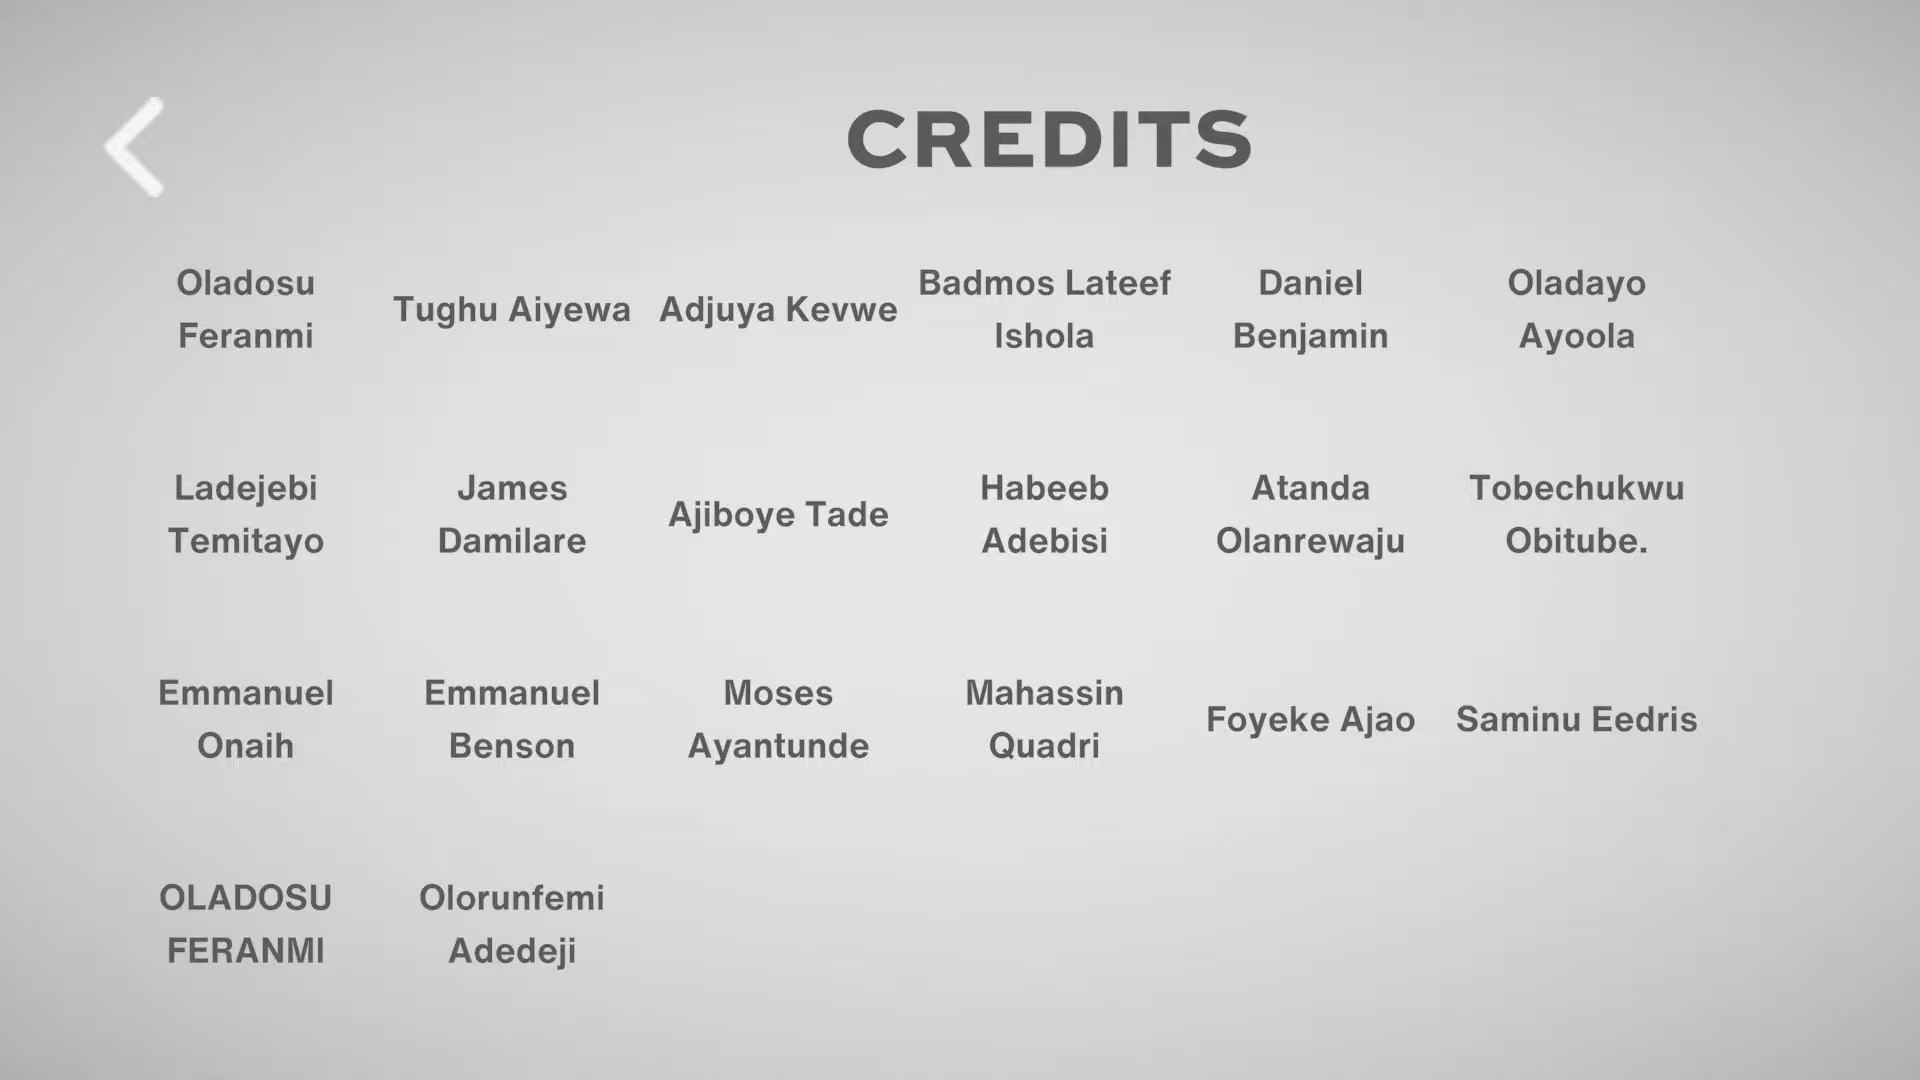 CREDITS
Oladosu
Feranmi
Tughu Aiyewa
Adjuya Kevwe
Badmos Lateef
Ishola
Daniel
Benjamin
Oladayo
Ayoola
Ladejebi
Temitayo
James
Damilare
Ajiboye Tade
Habeeb
Adebisi
Atanda
Olanrewaju
Tobechukwu
Obitube.
Emmanuel
Onaih
Emmanuel
Benson
Moses
Ayantunde
Mahassin
Quadri
Foyeke Ajao
Saminu Eedris
OLADOSU
FERANMI
Olorunfemi
Adedeji